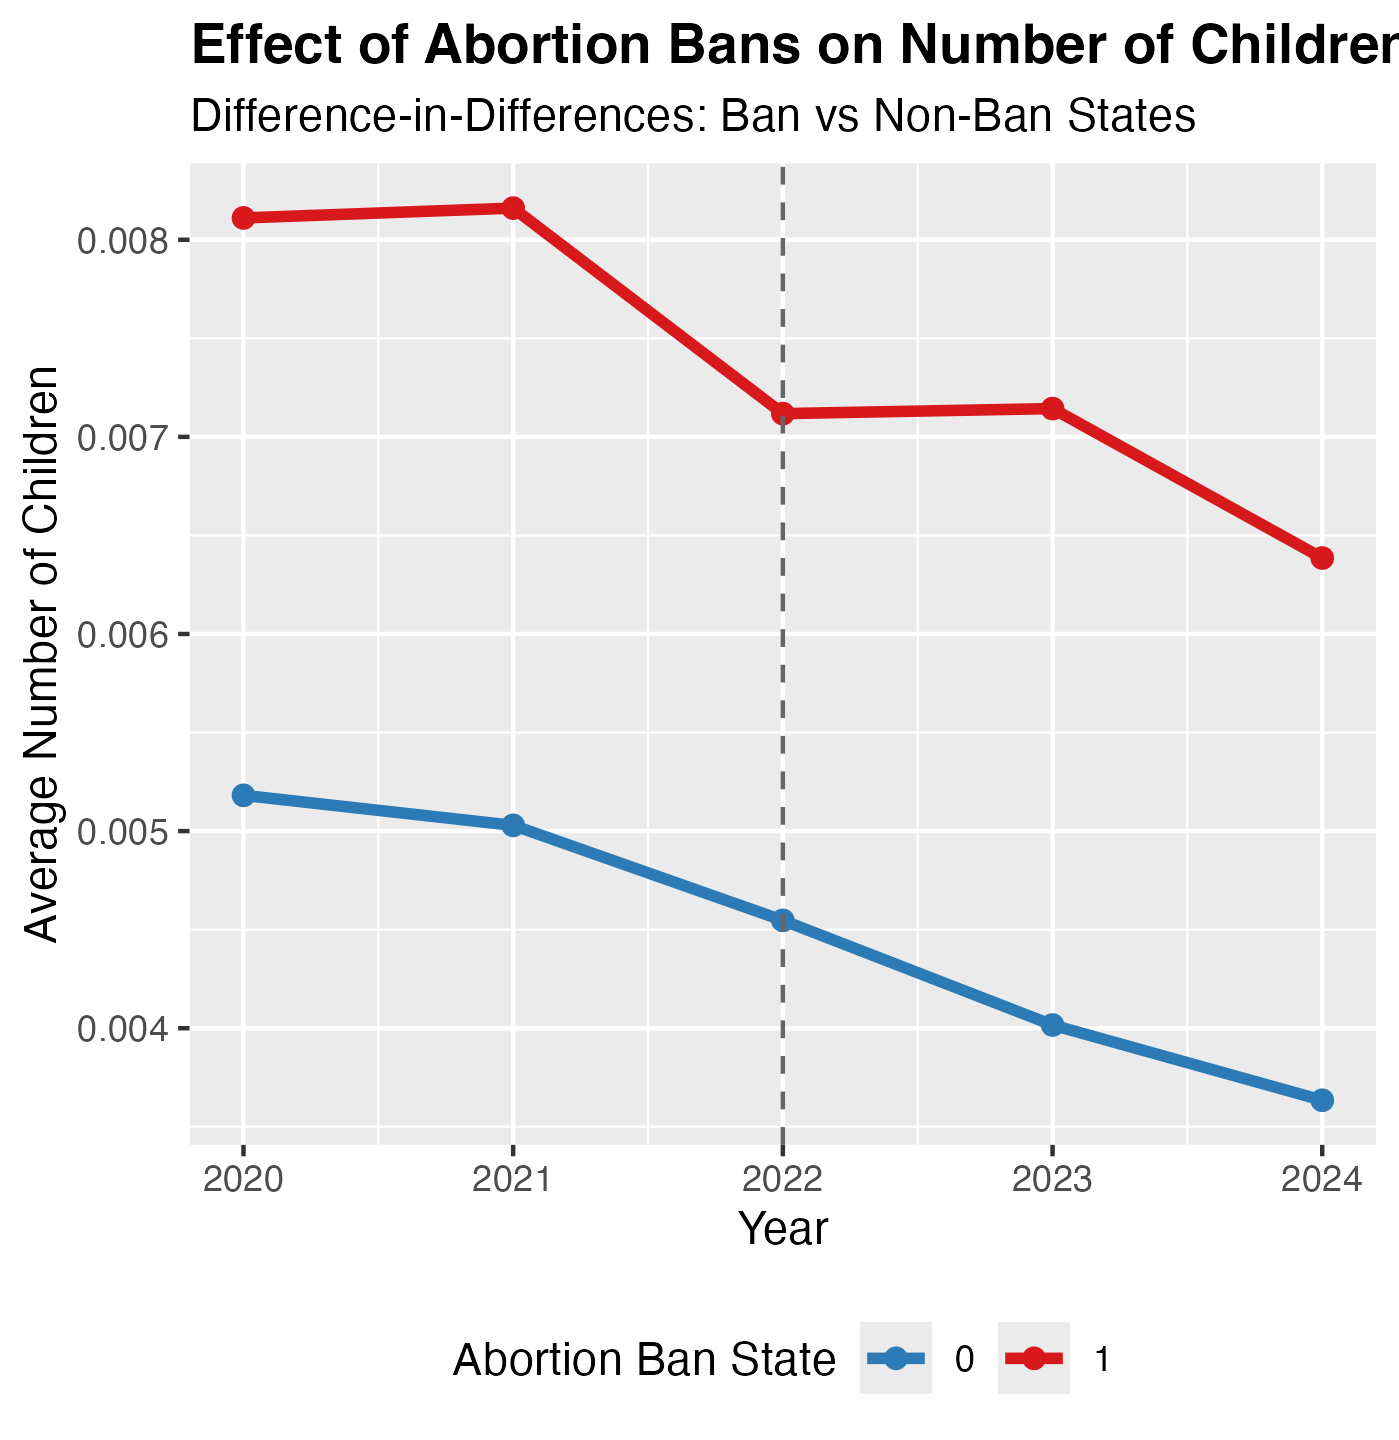 Effect of Abortion Bans on Number of Children
Difference-in-Differences: Ban vs Non-Ban States
Average Number of Children
0.008
0.007
0.006
0.005
0.004
2020 2021 2022 2023 2024
Year
Abortion Ban State 0 1